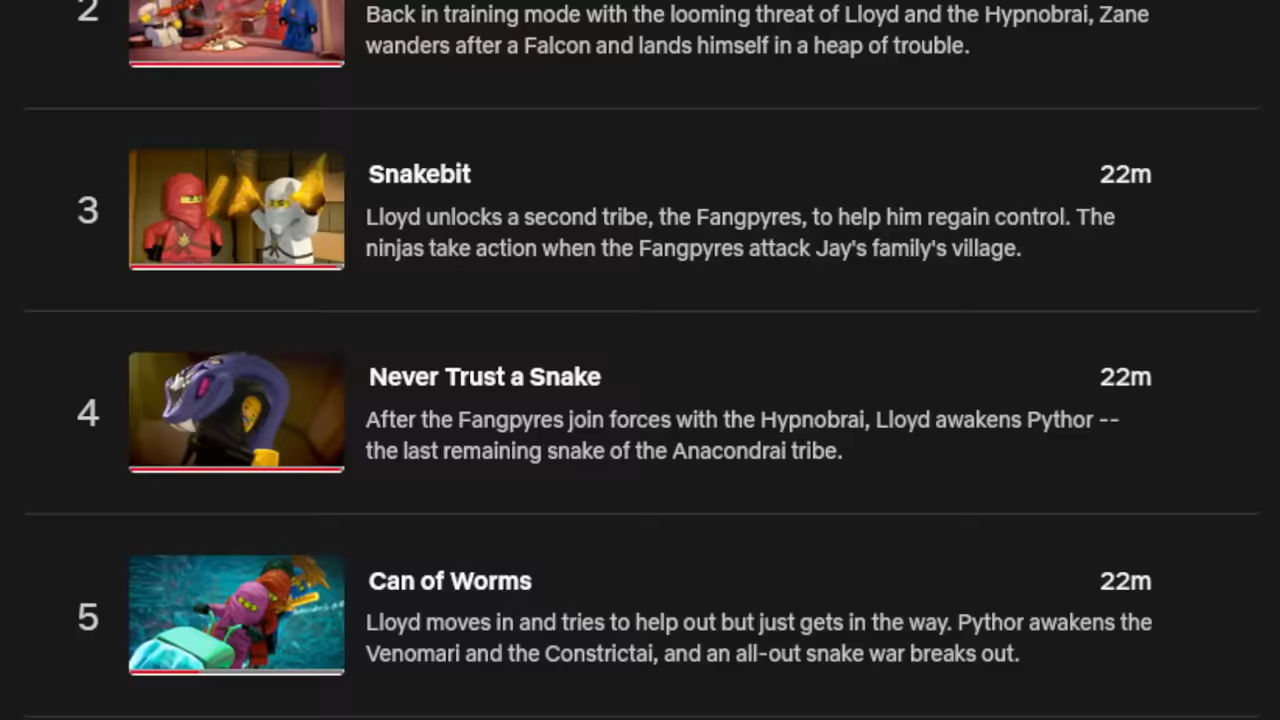 2
Back in training mode with the looming threat of Lloyd and the Hypnobrai, Zane
wanders after a Falcon and lands himself in a heap of trouble.
3
Snakebit
22m
Lloyd unlocks a second tribe, the Fangpyres, to help him regain control. The
ninjas take action when the Fangpyres attack Jay's family's village.
4
Never Trust a Snake
22m
After the Fangpyres join forces with the Hypnobrai, Lloyd awakens Pythor --
the last remaining snake of the Anacondrai tribe.
5
Can of Worms
22m
Lloyd moves in and tries to help out but just gets in the way. Pythor awakens the
Venomari and the Constrictai, and an all-out snake war breaks out.